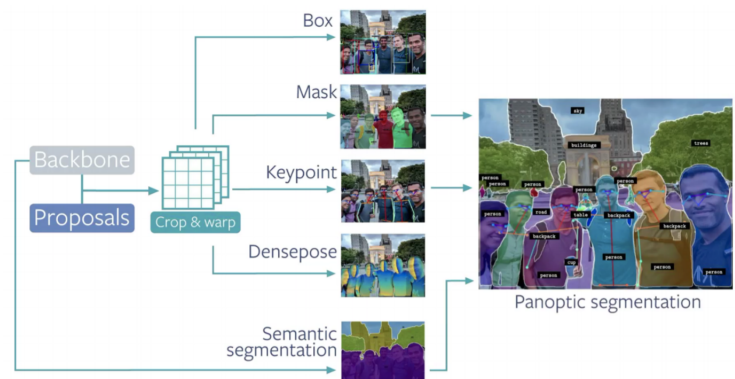 Box
Mask
Backbone
Keypoint
Proposals
Crop & warp
Densepose
Semantic
segmentation
sky
buildings
trees
person
person
person
person
person
person
road
table
backpack
backpack
backpack
cup
person
person
person
person
Panoptic segmentation